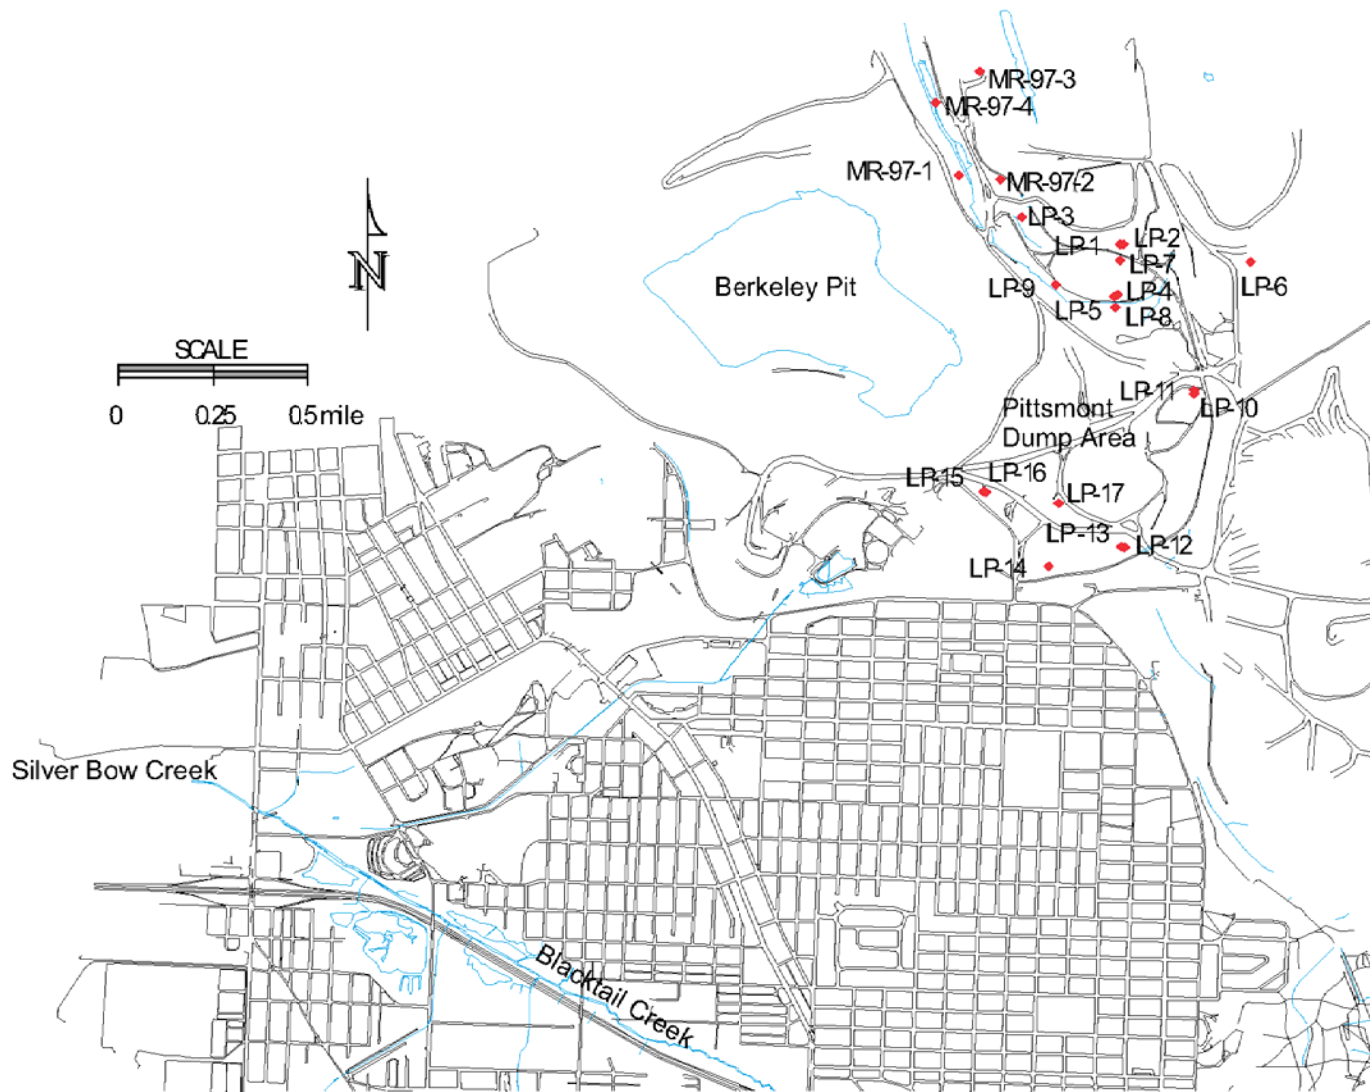 MR-97-3
MR-97-4
MR-97-1
MR-97-2
LP-3
LP-1
LP-2
LP-7
N
Berkeley Pit
LP-9
LP-4
LP-6
LP-5
LP-8
SCALE
0 0.25 0.5 mile
LP-11
LP-10
Pittsmont
Dump Area
LP-15
LP-16
LP-17
LP-13
LP-12
LP-14
Silver Bow Creek
Blacktail Creek